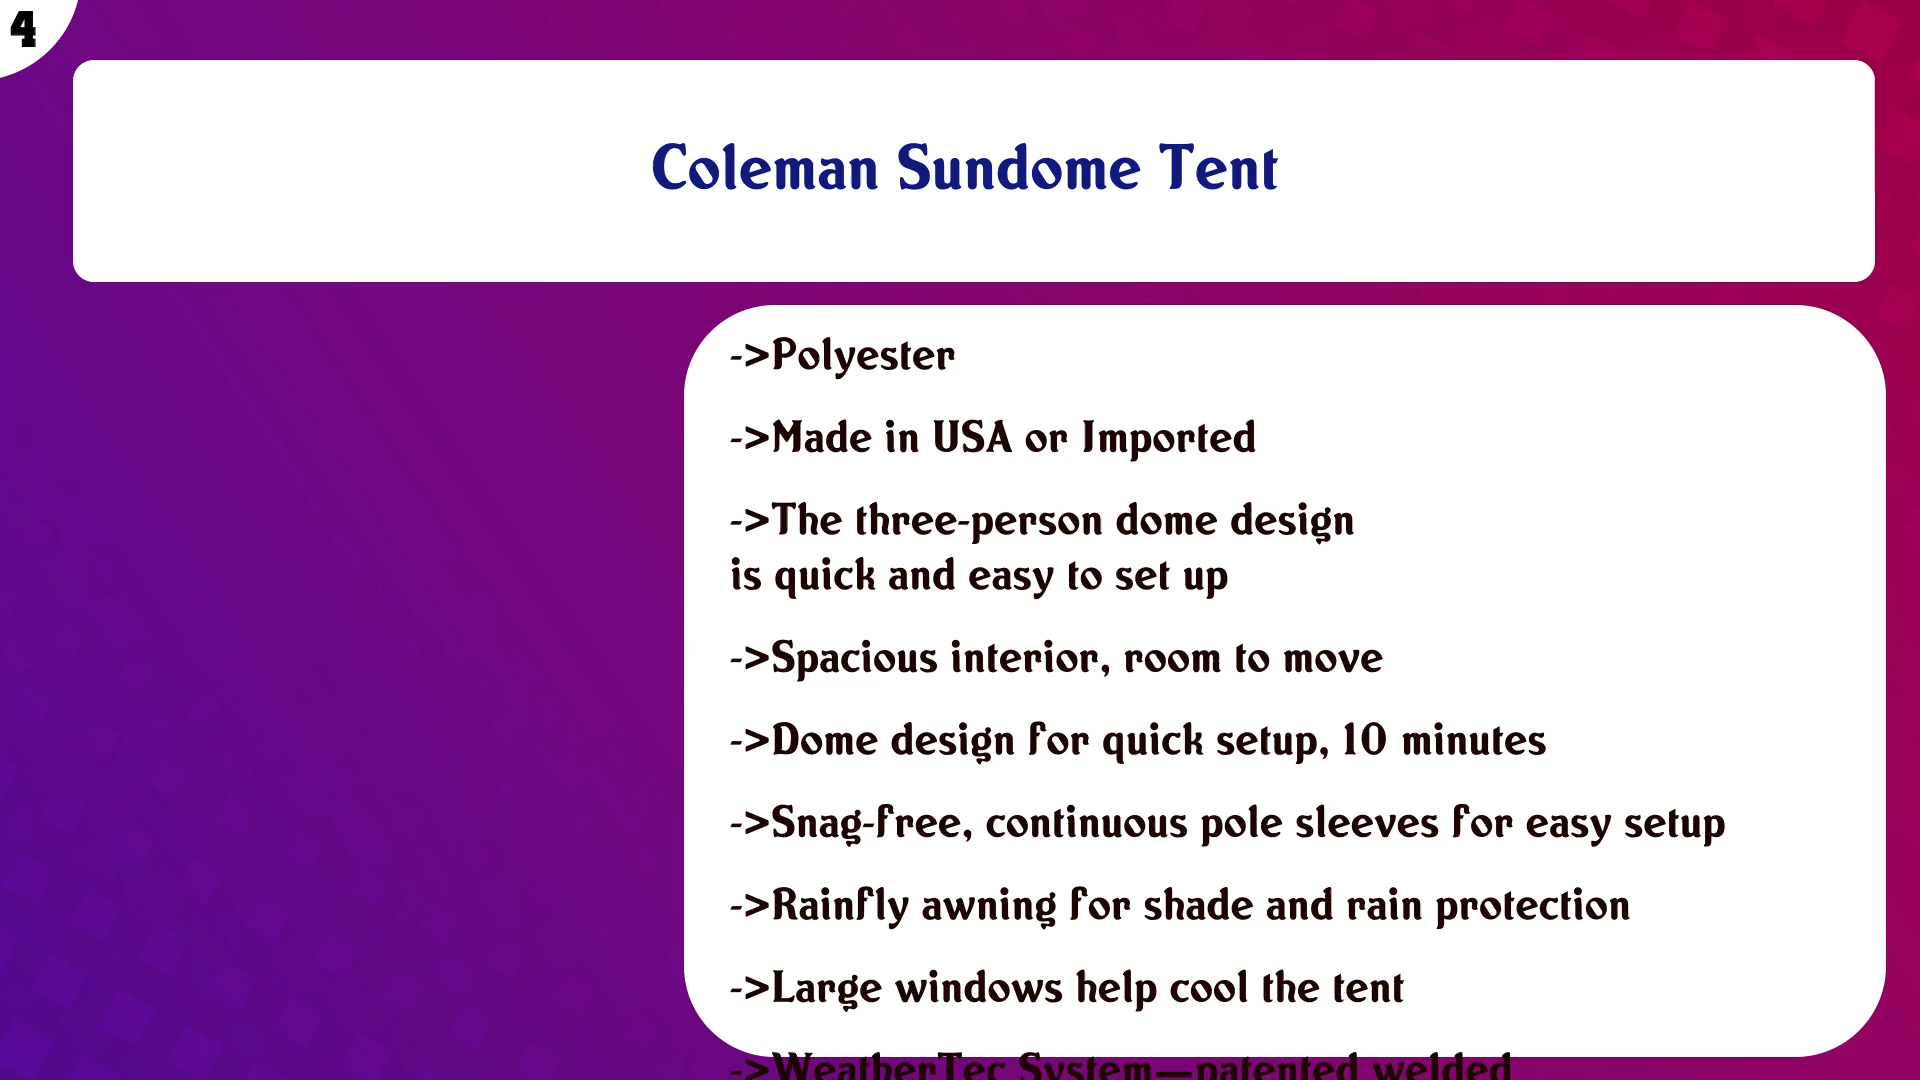 4
Coleman Sundome Tent
->Polyester
->Made in USA or Imported
->The three-person dome design
is quick and easy to set up
->Spacious interior, room to move
->Dome design for quick setup, 10 minutes
->Snag-free, continuous pole sleeves for easy setup
->Rainfly awning for shade and rain protection
->Large windows help cool the tent
->WeatherTec System—patented welded